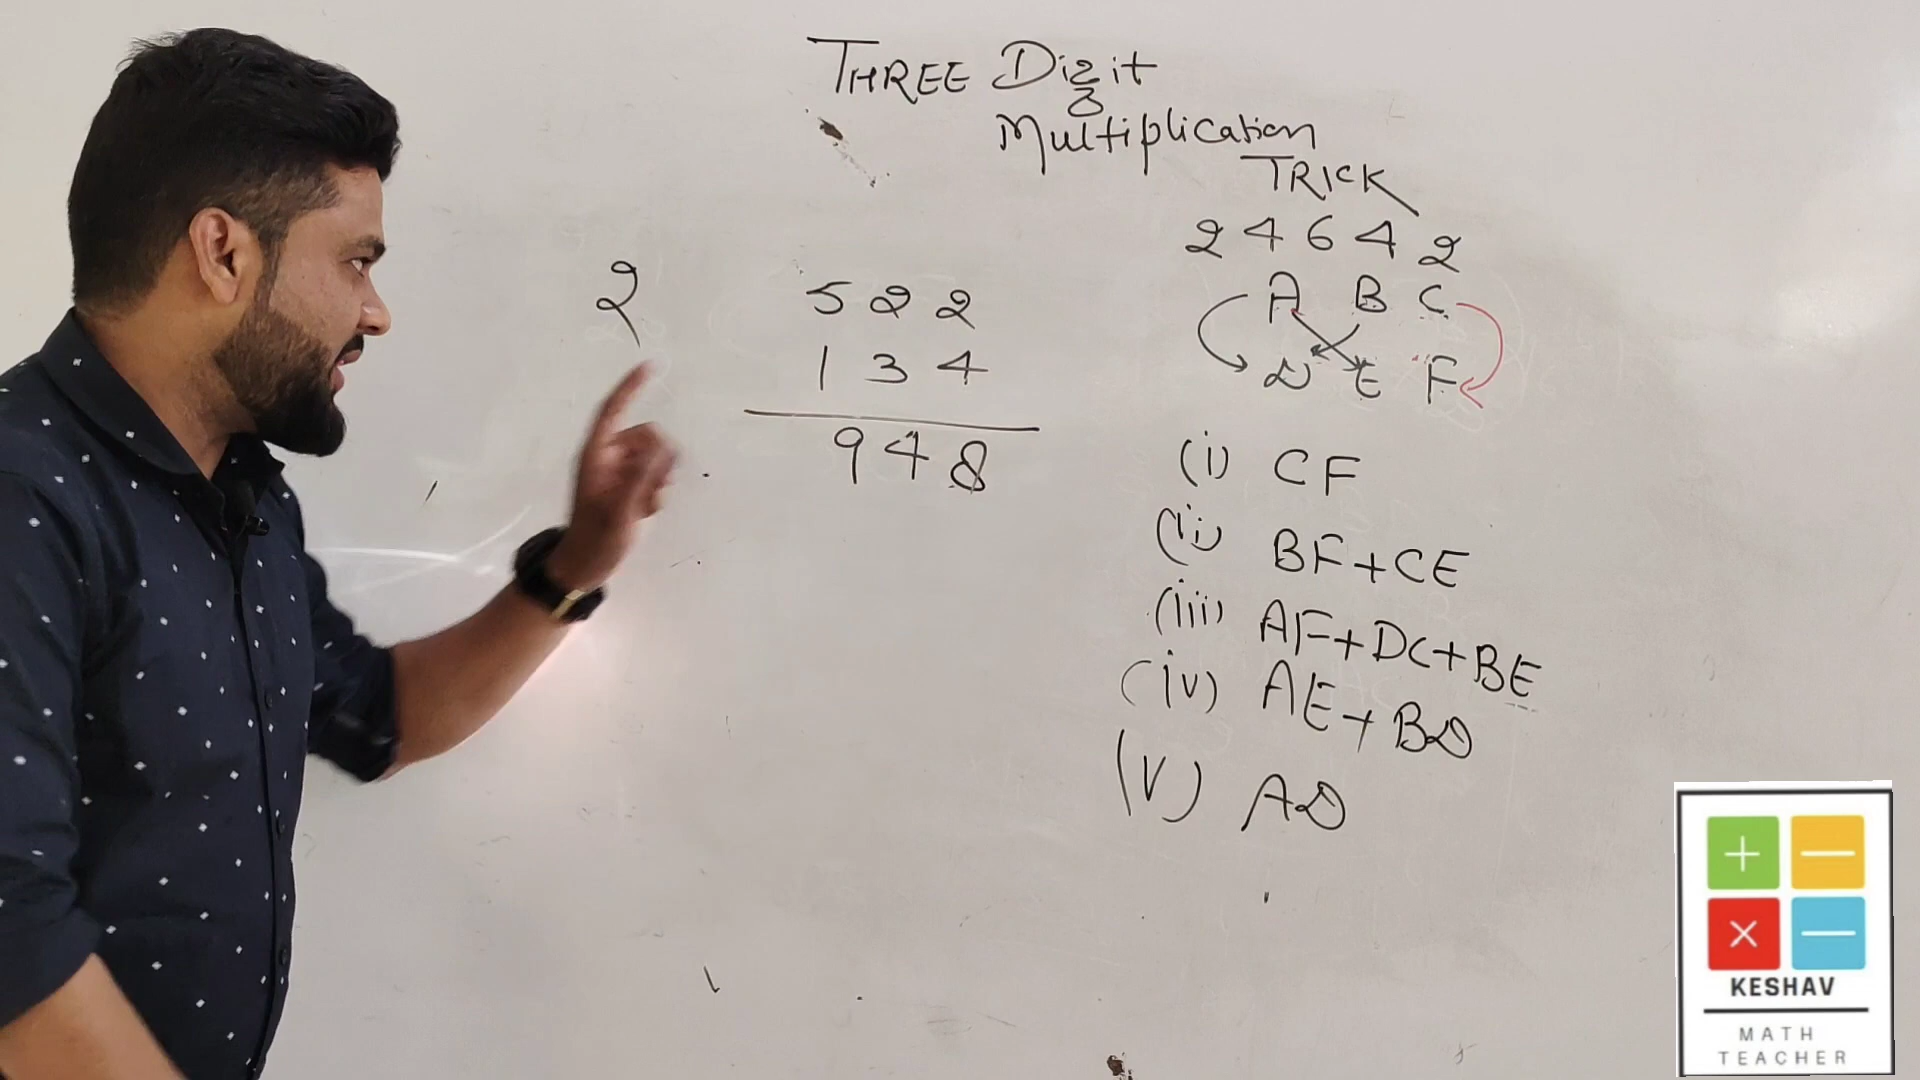 THREE Digit
Multiplication
TRICK
2 4 6 4 2
A B C
D E F
२
5 2 2
1 3 4
9 4 8
(i) CF
(ii) BF+CE
(iii) AF+DC+BE
(iv) AE+BD
(V) AD
+ −
× −
KESHAV
MATH
TEACHER